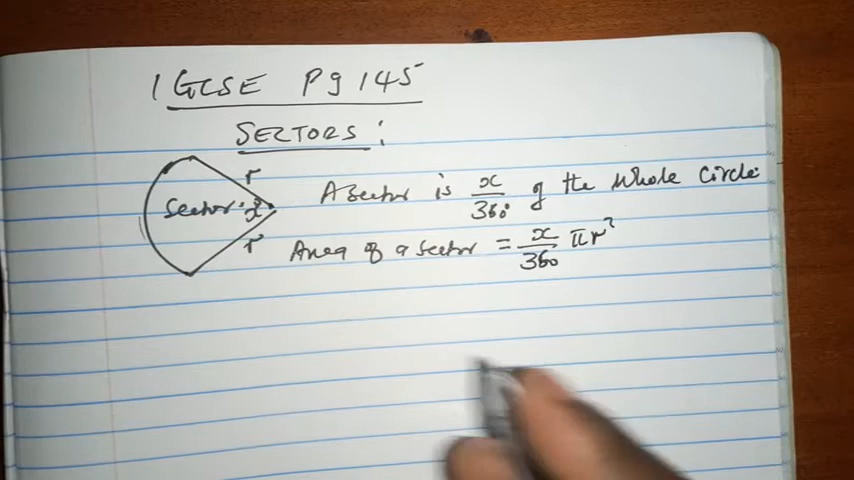 IGCSE Pg 145
SECTORS:
r
Sector x
r
A sector is x/360° of the whole circle.
Area of a sector = x/360 πr²